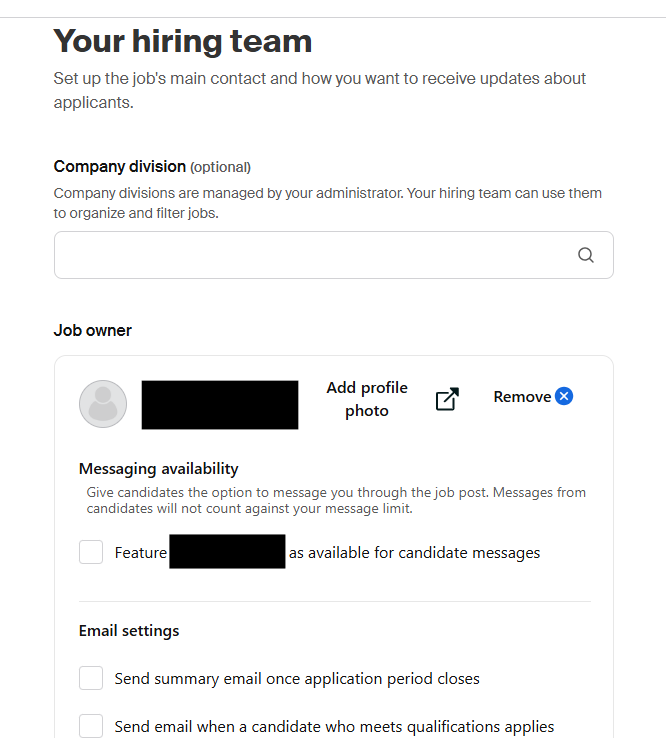 Your hiring team
Set up the job's main contact and how you want to receive updates about
applicants.
Company division (optional)
Company divisions are managed by your administrator. Your hiring team can use them
to organize and filter jobs.
Job owner
Add profile
photo
Remove
Messaging availability
Give candidates the option to message you through the job post. Messages from
candidates will not count against your message limit.
Feature as available for candidate messages
Email settings
Send summary email once application period closes
Send email when a candidate who meets qualifications applies